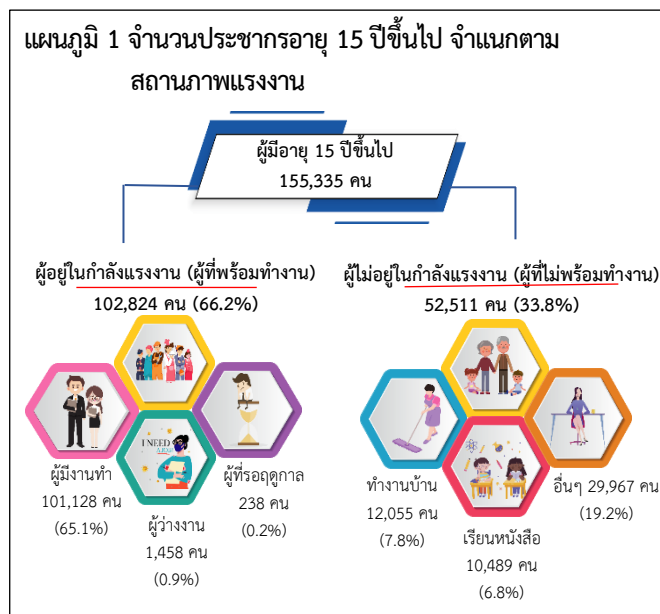 แผนภูมิ 1 จำนวนประชากรอายุ 15 ปีขึ้นไป จำแนกตาม
สถานภาพแรงงาน
ผู้มีอายุ 15 ปีขึ้นไป
155,335 คน
ผู้อยู่ในกำลังแรงงาน (ผู้ที่พร้อมทำงาน)
102,824 คน (66.2%)
ผู้ไม่อยู่ในกำลังแรงงาน (ผู้ที่ไม่พร้อมทำงาน)
52,511 คน (33.8%)
I NEED
A JOB!
ผู้มีงานทำ
101,128 คน
(65.1%)
ผู้ว่างงาน
1,458 คน
(0.9%)
ผู้ที่รอฤดูกาล
238 คน
(0.2%)
ทำงานบ้าน
12,055 คน
(7.8%)
เรียนหนังสือ
10,489 คน
(6.8%)
อื่นๆ 29,967 คน
(19.2%)